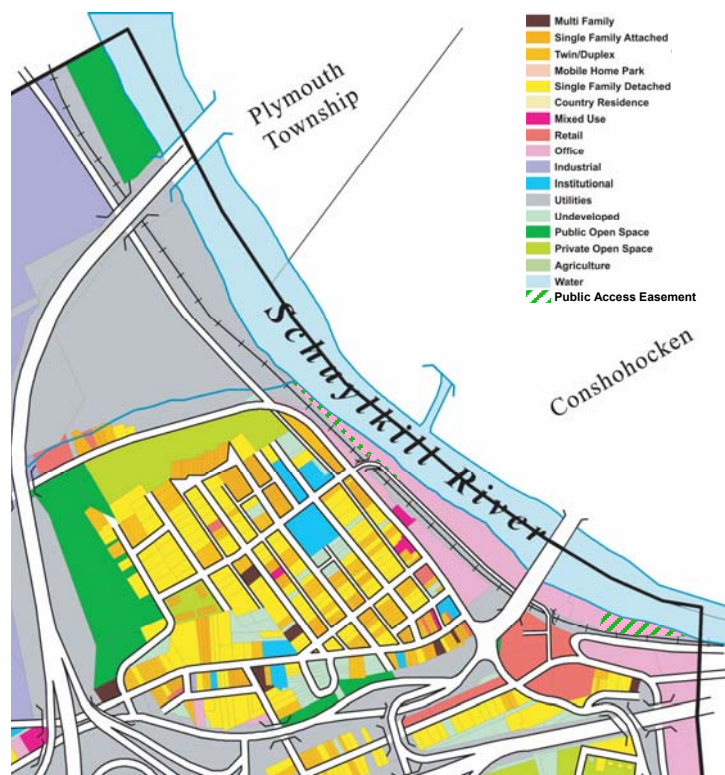 Plymouth
Township
Multi Family
Single Family Attached
Twin/Duplex
Mobile Home Park
Single Family Detached
Country Residence
Mixed Use
Retail
Office
Industrial
Institutional
Utilities
Undeveloped
Public Open Space
Private Open Space
Agriculture
Water
Public Access Easement
Schuylkill River
Conshohocken